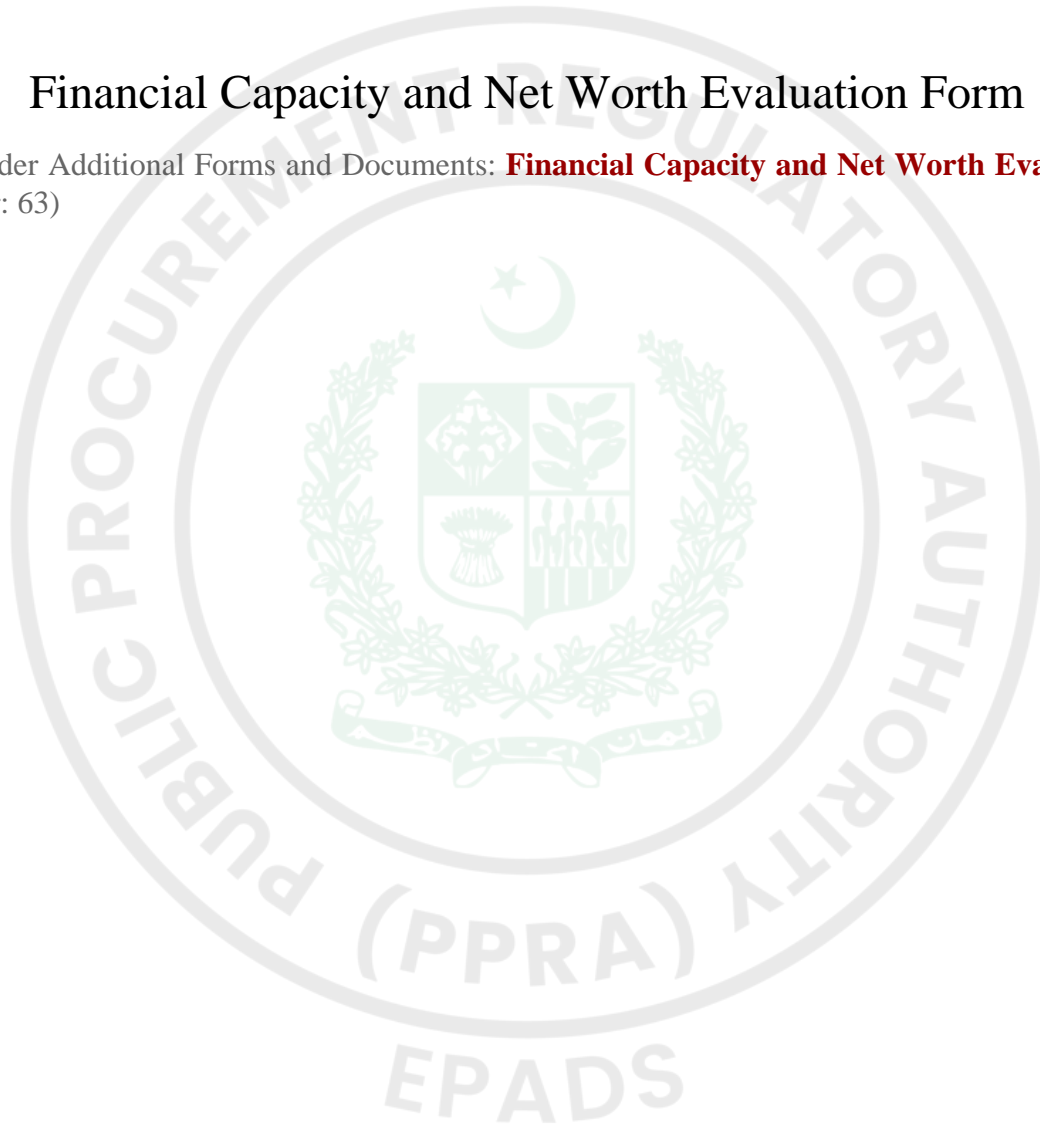 Financial Capacity and Net Worth Evaluation Form
der Additional Forms and Documents: Financial Capacity and Net Worth Eva
: 63)
PUBLIC PROCUREMENT REGULATORY AUTHORITY
(PPRA)
EPADS